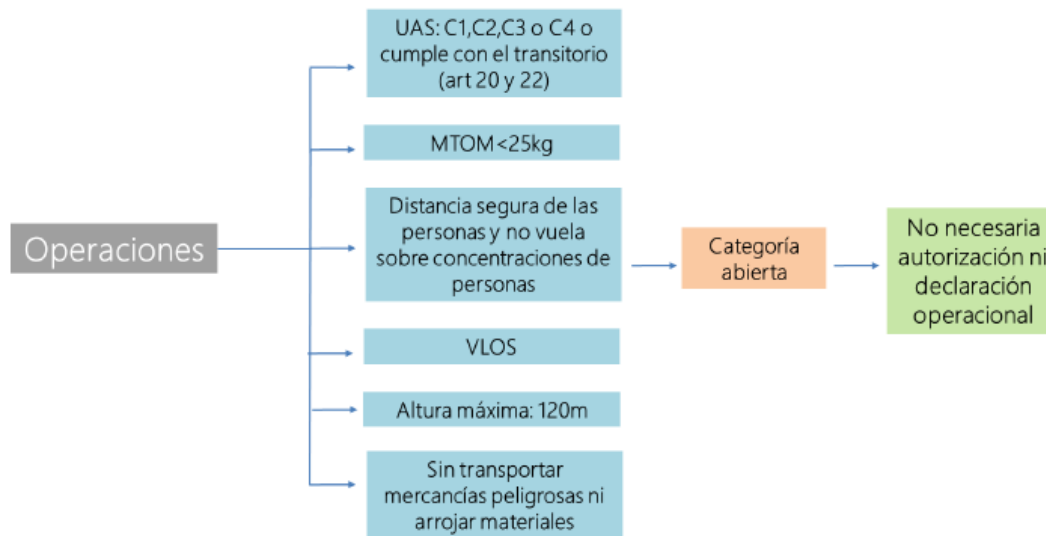 Operaciones
UAS: C1,C2,C3 o C4 o
cumple con el transitorio
(art 20 y 22)
MTOM<25kg
Distancia segura de las
personas y no vuela
sobre concentraciones de
personas
VLOS
Altura máxima: 120m
Sin transportar
mercancías peligrosas ni
arrojar materiales
Categoría
abierta
No necesaria
autorización ni
declaración
operacional